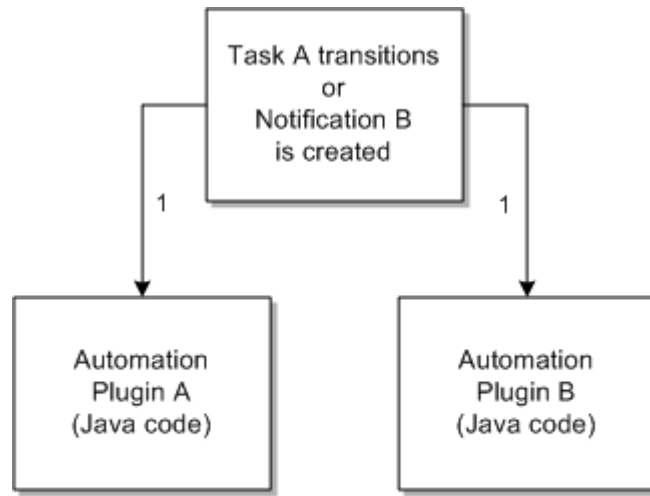 Task A transitions
or
Notification B
is created
1
1
Automation
Plugin A
(Java code)
Automation
Plugin B
(Java code)